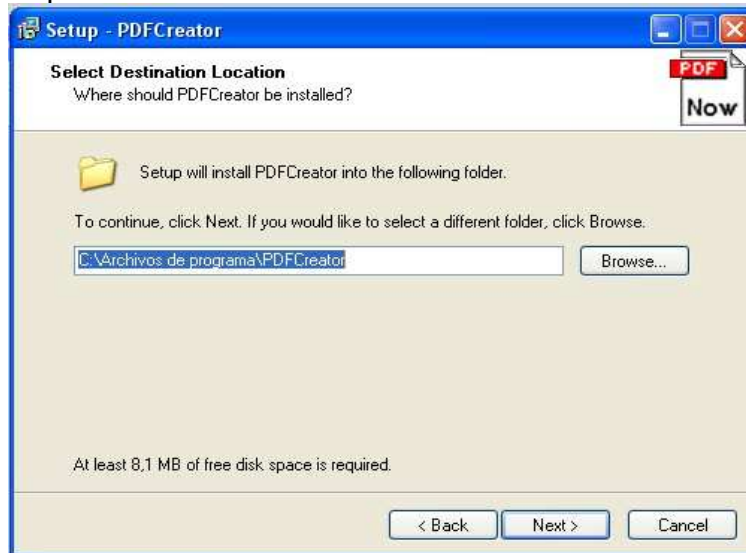 Setup - PDFCreator
Select Destination Location
Where should PDFCreator be installed?
PDF
Now
Setup will install PDFCreator into the following folder.
To continue, click Next. If you would like to select a different folder, click Browse.
C:\Archivos de programa\PDFCreator
Browse...
At least 8,1 MB of free disk space is required.
< Back
Next >
Cancel